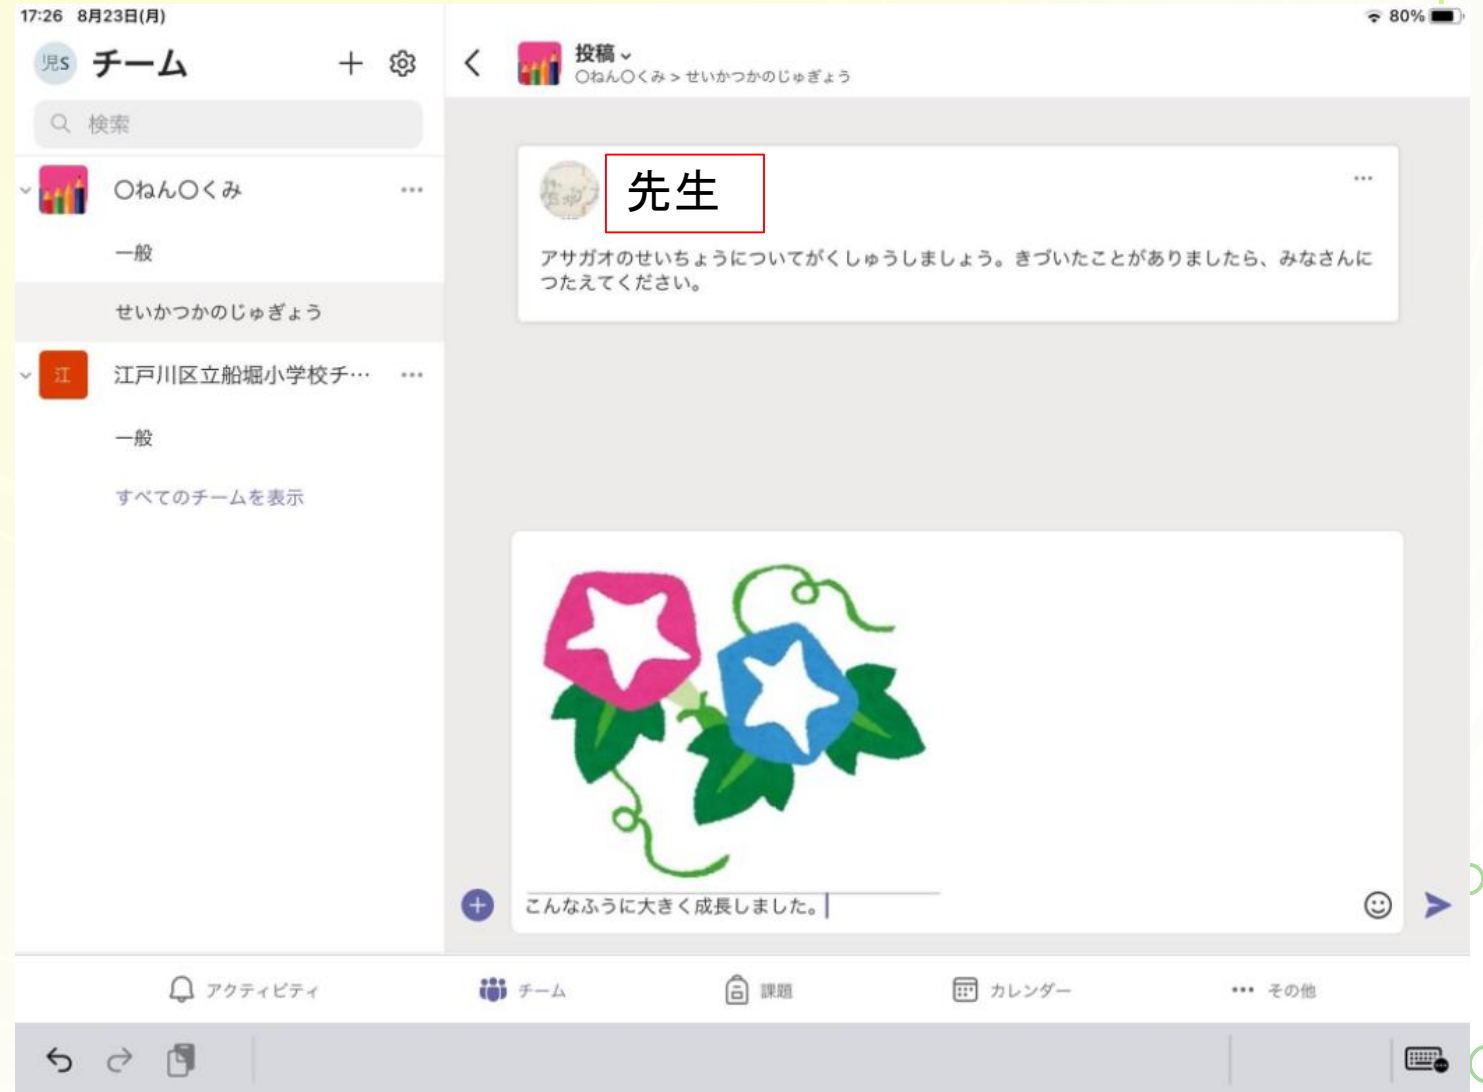 17:26 8月23日(月)
80%
児S チーム
検索
〇ねん〇くみ
一般
せいかつかのじゅぎょう
江 江戸川区立船堀小学校チ…
一般
すべてのチームを表示
投稿
〇ねん〇くみ > せいかつかのじゅぎょう
先生
アサガオのせいちょうについてがくしゅうしましょう。きづいたことがありましたら、みなさんに
つたえてください。
こんなふうに大きく成長しました。
アクティビティ
チーム
課題
カレンダー
その他